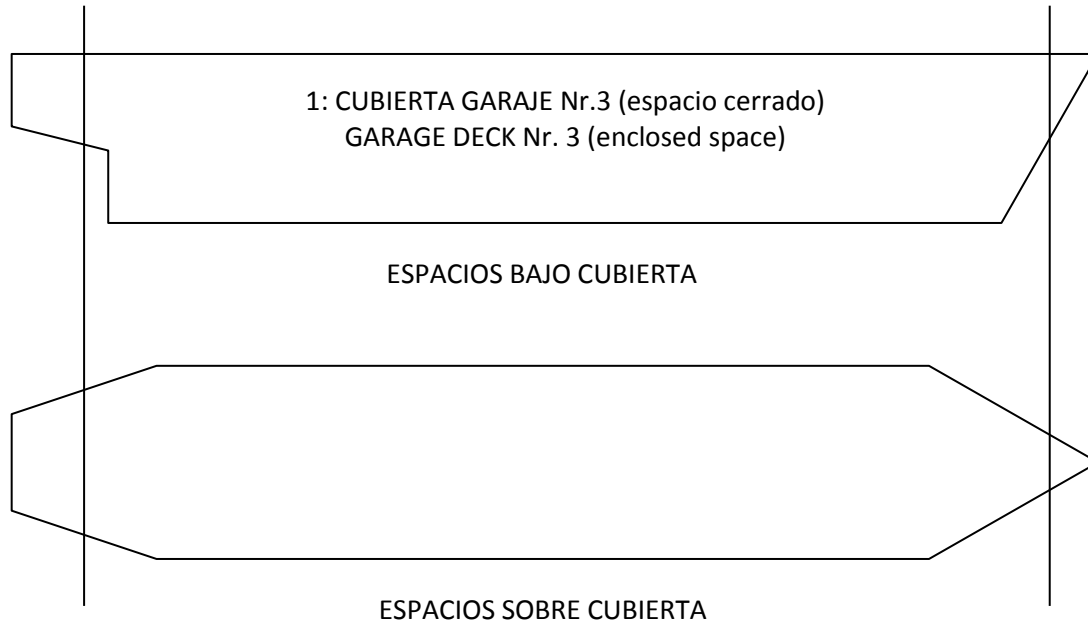 1: CUBIERTA GARAJE Nr.3 (espacio cerrado)
GARAGE DECK Nr. 3 (enclosed space)
ESPACIOS BAJO CUBIERTA
ESPACIOS SOBRE CUBIERTA